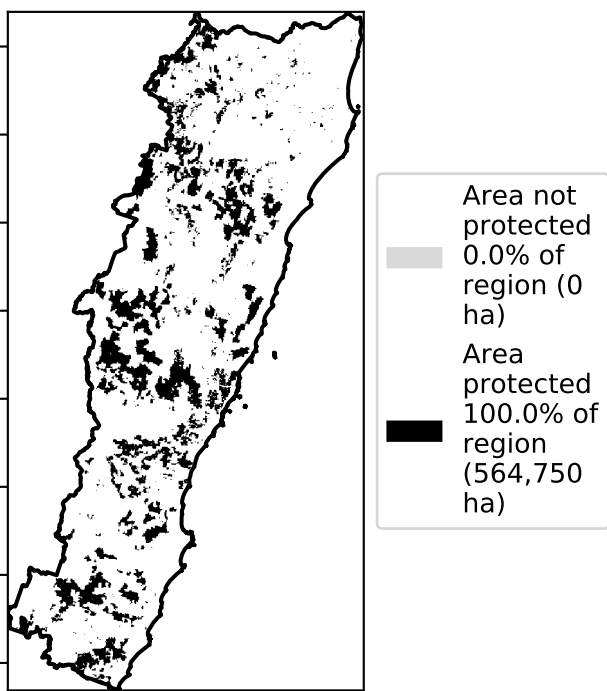 Area not
protected
0.0% of
region (0
ha)
Area
protected
100.0% of
region
(564,750
ha)